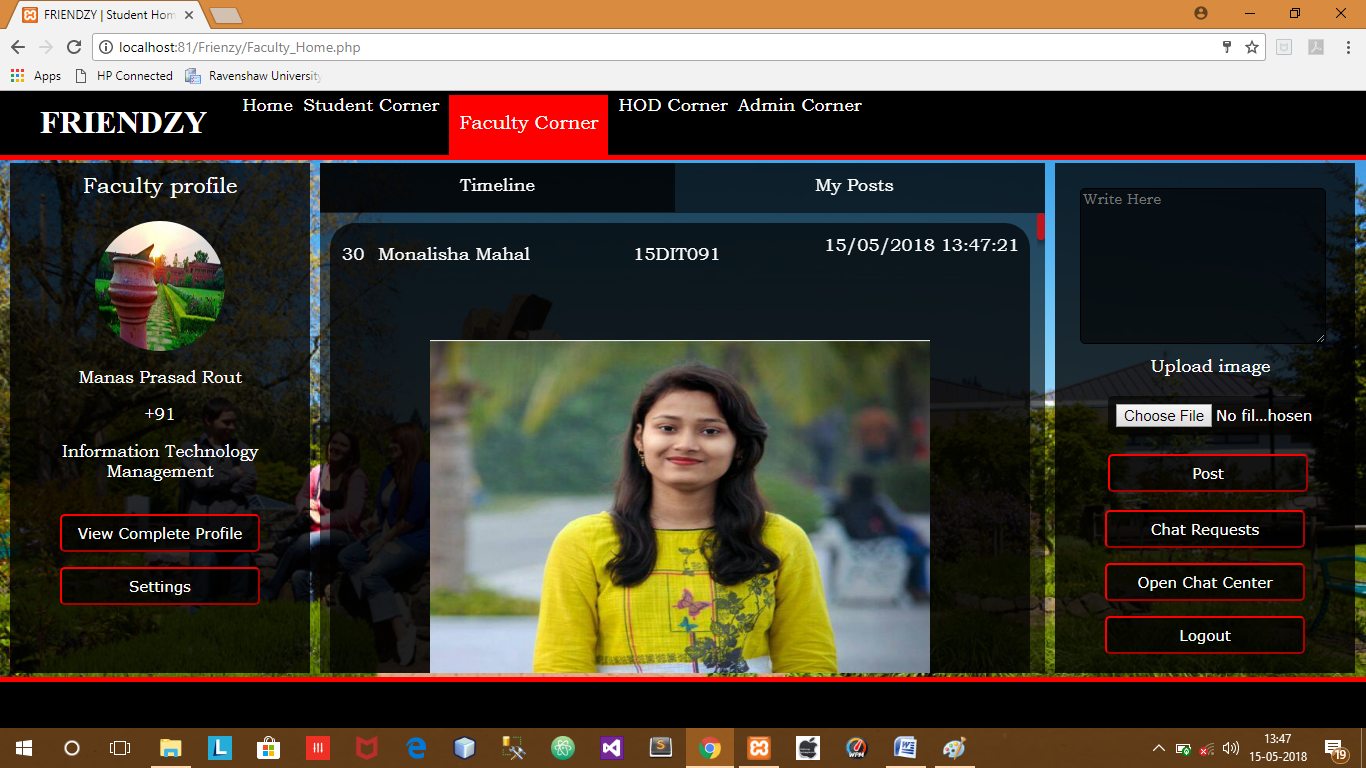 FRIENDZY | Student Hom
localhost:81/Frienzy/Faculty_Home.php
Apps HP Connected Ravenshaw University
FRIENDZY
Home Student Corner Faculty Corner HOD Corner Admin Corner
Faculty profile
Manas Prasad Rout
+91
Information Technology
Management
View Complete Profile
Settings
Timeline My Posts
30 Monalisha Mahal 15DIT091 15/05/2018 13:47:21
Write Here
Upload image
Choose File No fil...hosen
Post
Chat Requests
Open Chat Center
Logout
L S WPM W
13:47
15-05-2018
19